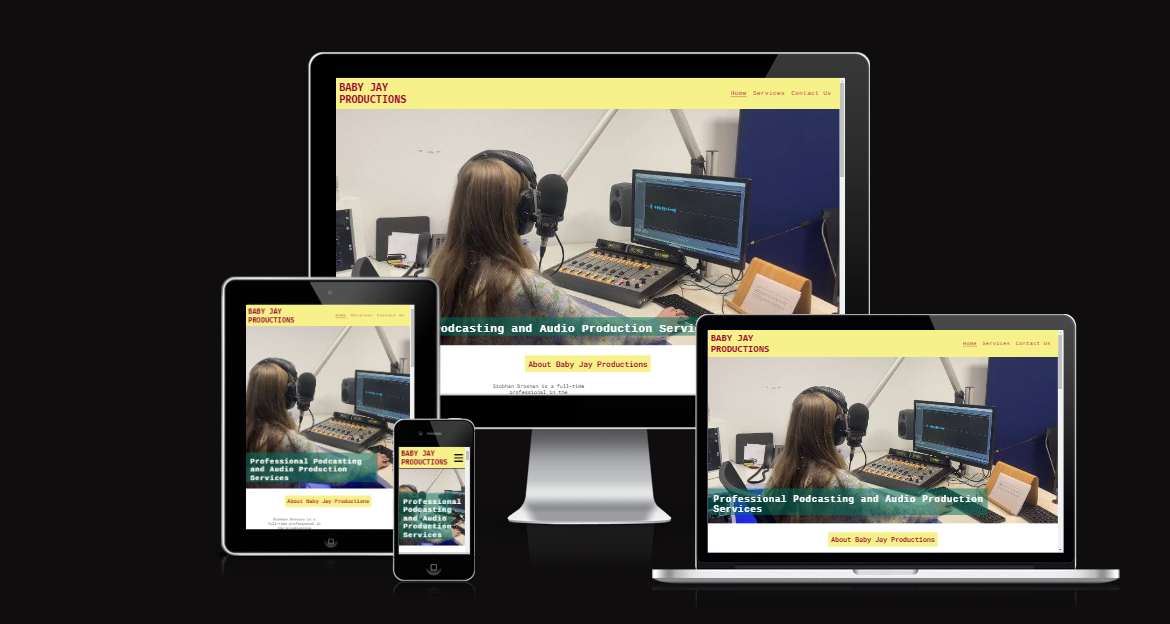 BABY JAY
PRODUCTIONS
Home Services Contact Us
odcasting and Audio Production Servi
About Baby Jay Productions
Siobhan Brosnan is a full-time
professional in the
BABY JAY
PRODUCTIONS
Home Services Contact Us
Professional Podcasting
and Audio Production
Services
About Baby Jay Productions
Siobhan Brosnan is a
full-time professional in
BABY JAY
PRODUCTIONS
Professional
Podcasting
and Audio
Production
Services
BABY JAY
PRODUCTIONS
Home Services Contact Us
Professional Podcasting and Audio Production
Services
About Baby Jay Productions